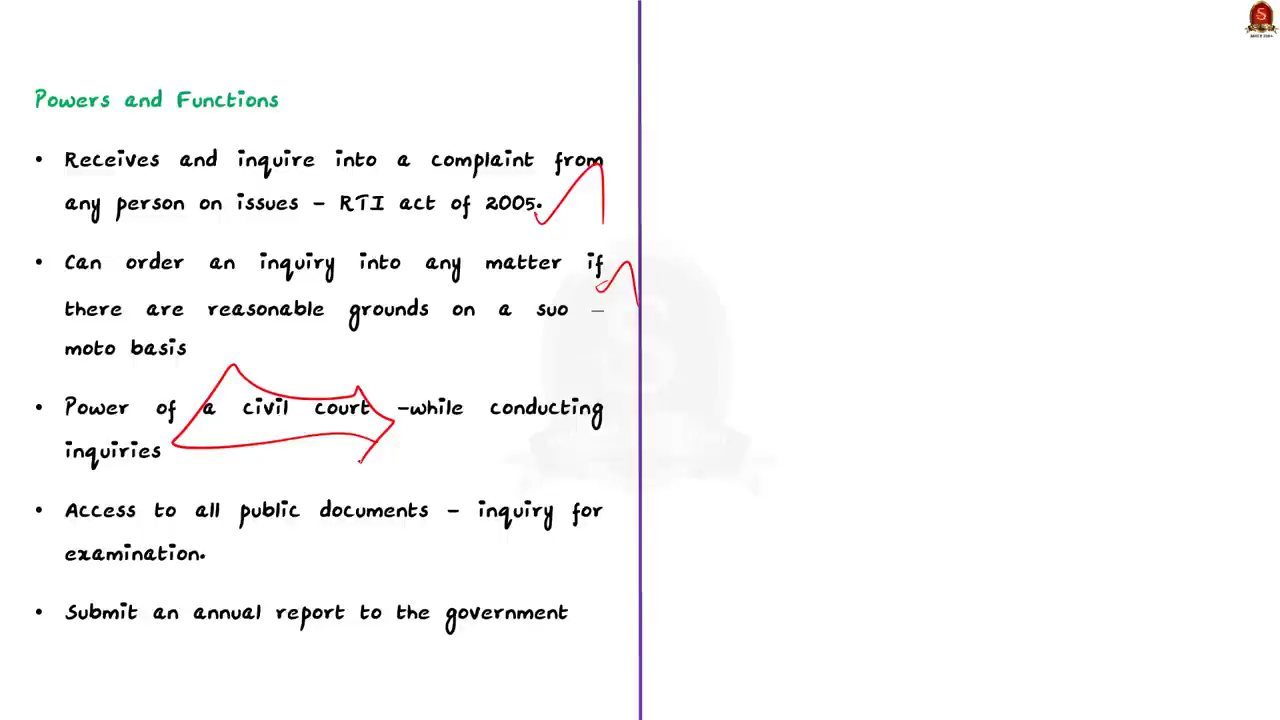 Powers and Functions
• Receives and inquire into a complaint from
any person on issues – RTI act of 2005.
• Can order an inquiry into any matter if
there are reasonable grounds on a suo –
moto basis
• Power of a civil court –while conducting
inquiries
• Access to all public documents – inquiry for
examination.
• Submit an annual report to the government